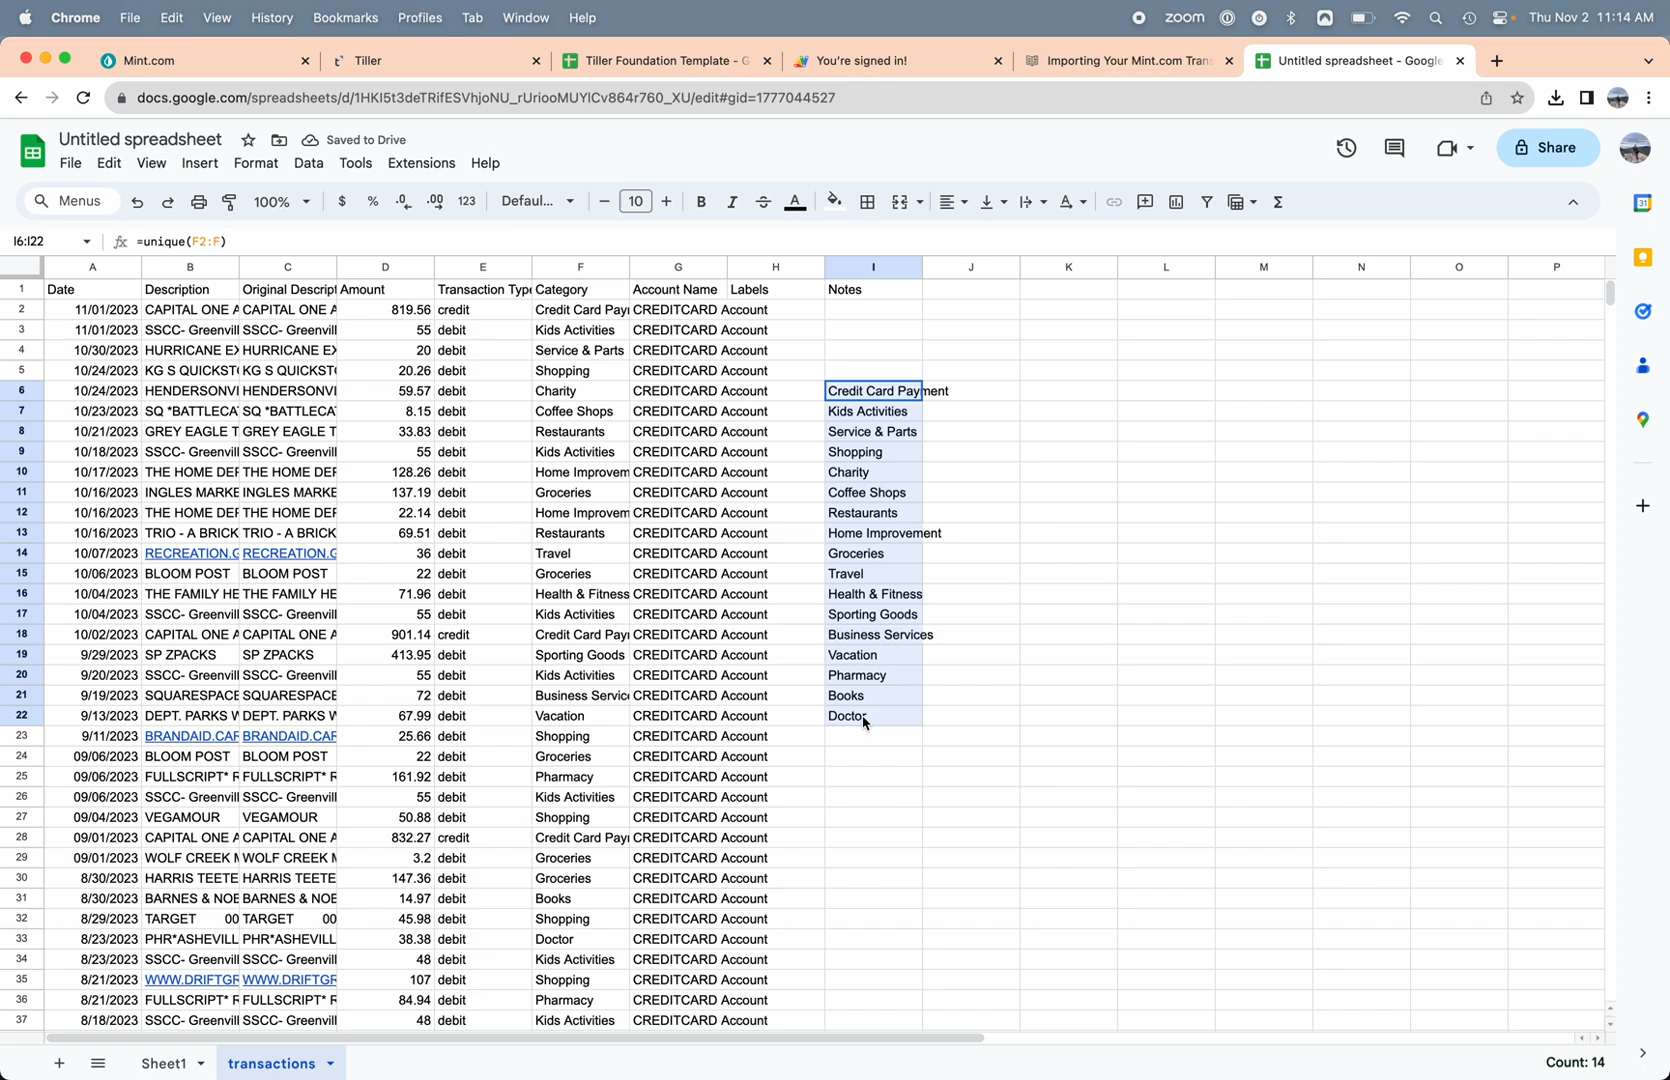 Chrome File Edit View History Bookmarks Profiles Tab Window Help zoom Thu Nov 2 11:14 AM
Mint.com Tiller Tiller Foundation Template - G You're signed in! Importing Your Mint.com Tran Untitled spreadsheet - Google
docs.google.com/spreadsheets/d/1HKI5t3deTRifESVhjoNU_rUriooMUYlCv864r760_XU/edit#gid=1777044527
Untitled spreadsheet Saved to Drive
File Edit View Insert Format Data Tools Extensions Help
Share
Menus 100% $ % .0 .00 123 Defaul... 10 B I S A
I6:I22 fx =unique(F2:F)
A B C D E F G H I J K L M N O P
1 Date Description Original Descript Amount Transaction Type Category Account Name Labels Notes
2 11/01/2023 CAPITAL ONE A CAPITAL ONE A 819.56 credit Credit Card Payı CREDITCARD Account
3 11/01/2023 SSCC- Greenvill SSCC- Greenvill 55 debit Kids Activities CREDITCARD Account
4 10/30/2023 HURRICANE EX HURRICANE EX 20 debit Service & Parts CREDITCARD Account
5 10/24/2023 KG S QUICKST KG S QUICKST 20.26 debit Shopping CREDITCARD Account
6 10/24/2023 HENDERSONVI HENDERSONVI 59.57 debit Charity CREDITCARD Account Credit Card Payment
7 10/23/2023 SQ *BATTLECA SQ *BATTLECA 8.15 debit Coffee Shops CREDITCARD Account Kids Activities
8 10/21/2023 GREY EAGLE T GREY EAGLE T 33.83 debit Restaurants CREDITCARD Account Service & Parts
9 10/18/2023 SSCC- Greenvill SSCC- Greenvill 55 debit Kids Activities CREDITCARD Account Shopping
10 10/17/2023 THE HOME DEF THE HOME DEF 128.26 debit Home Improvem CREDITCARD Account Charity
11 10/16/2023 INGLES MARKE INGLES MARKE 137.19 debit Groceries CREDITCARD Account Coffee Shops
12 10/16/2023 THE HOME DEF THE HOME DEF 22.14 debit Home Improvem CREDITCARD Account Restaurants
13 10/16/2023 TRIO - A BRICK TRIO - A BRICK 69.51 debit Restaurants CREDITCARD Account Home Improvement
14 10/07/2023 RECREATION.G RECREATION.G 36 debit Travel CREDITCARD Account Groceries
15 10/06/2023 BLOOM POST BLOOM POST 22 debit Groceries CREDITCARD Account Travel
16 10/04/2023 THE FAMILY HE THE FAMILY HE 71.96 debit Health & Fitness CREDITCARD Account Health & Fitness
17 10/04/2023 SSCC- Greenvill SSCC- Greenvill 55 debit Kids Activities CREDITCARD Account Sporting Goods
18 10/02/2023 CAPITAL ONE A CAPITAL ONE A 901.14 credit Credit Card Payı CREDITCARD Account Business Services
19 9/29/2023 SP ZPACKS SP ZPACKS 413.95 debit Sporting Goods CREDITCARD Account Vacation
20 9/20/2023 SSCC- Greenvill SSCC- Greenvill 55 debit Kids Activities CREDITCARD Account Pharmacy
21 9/19/2023 SQUARESPACE SQUARESPACE 72 debit Business Servic CREDITCARD Account Books
22 9/13/2023 DEPT. PARKS W DEPT. PARKS W 67.99 debit Vacation CREDITCARD Account Doctor
23 9/11/2023 BRANDAID.CAR BRANDAID.CAR 25.66 debit Shopping CREDITCARD Account
24 09/06/2023 BLOOM POST BLOOM POST 22 debit Groceries CREDITCARD Account
25 09/06/2023 FULLSCRIPT* F FULLSCRIPT* F 161.92 debit Pharmacy CREDITCARD Account
26 09/06/2023 SSCC- Greenvill SSCC- Greenvill 55 debit Kids Activities CREDITCARD Account
27 09/04/2023 VEGAMOUR VEGAMOUR 50.88 debit Shopping CREDITCARD Account
28 09/01/2023 CAPITAL ONE A CAPITAL ONE A 832.27 credit Credit Card Payı CREDITCARD Account
29 09/01/2023 WOLF CREEK M WOLF CREEK M 3.2 debit Groceries CREDITCARD Account
30 8/30/2023 HARRIS TEETE HARRIS TEETE 147.36 debit Groceries CREDITCARD Account
31 8/30/2023 BARNES & NOE BARNES & NOE 14.97 debit Books CREDITCARD Account
32 8/29/2023 TARGET 00 TARGET 00 45.98 debit Shopping CREDITCARD Account
33 8/23/2023 PHR*ASHEVILL PHR*ASHEVILL 38.38 debit Doctor CREDITCARD Account
34 8/23/2023 SSCC- Greenvill SSCC- Greenvill 48 debit Kids Activities CREDITCARD Account
35 8/21/2023 WWW.DRIFTGR WWW.DRIFTGR 107 debit Shopping CREDITCARD Account
36 8/21/2023 FULLSCRIPT* F FULLSCRIPT* F 84.94 debit Pharmacy CREDITCARD Account
37 8/18/2023 SSCC- Greenvill SSCC- Greenvill 48 debit Kids Activities CREDITCARD Account
Sheet1 transactions Count: 14